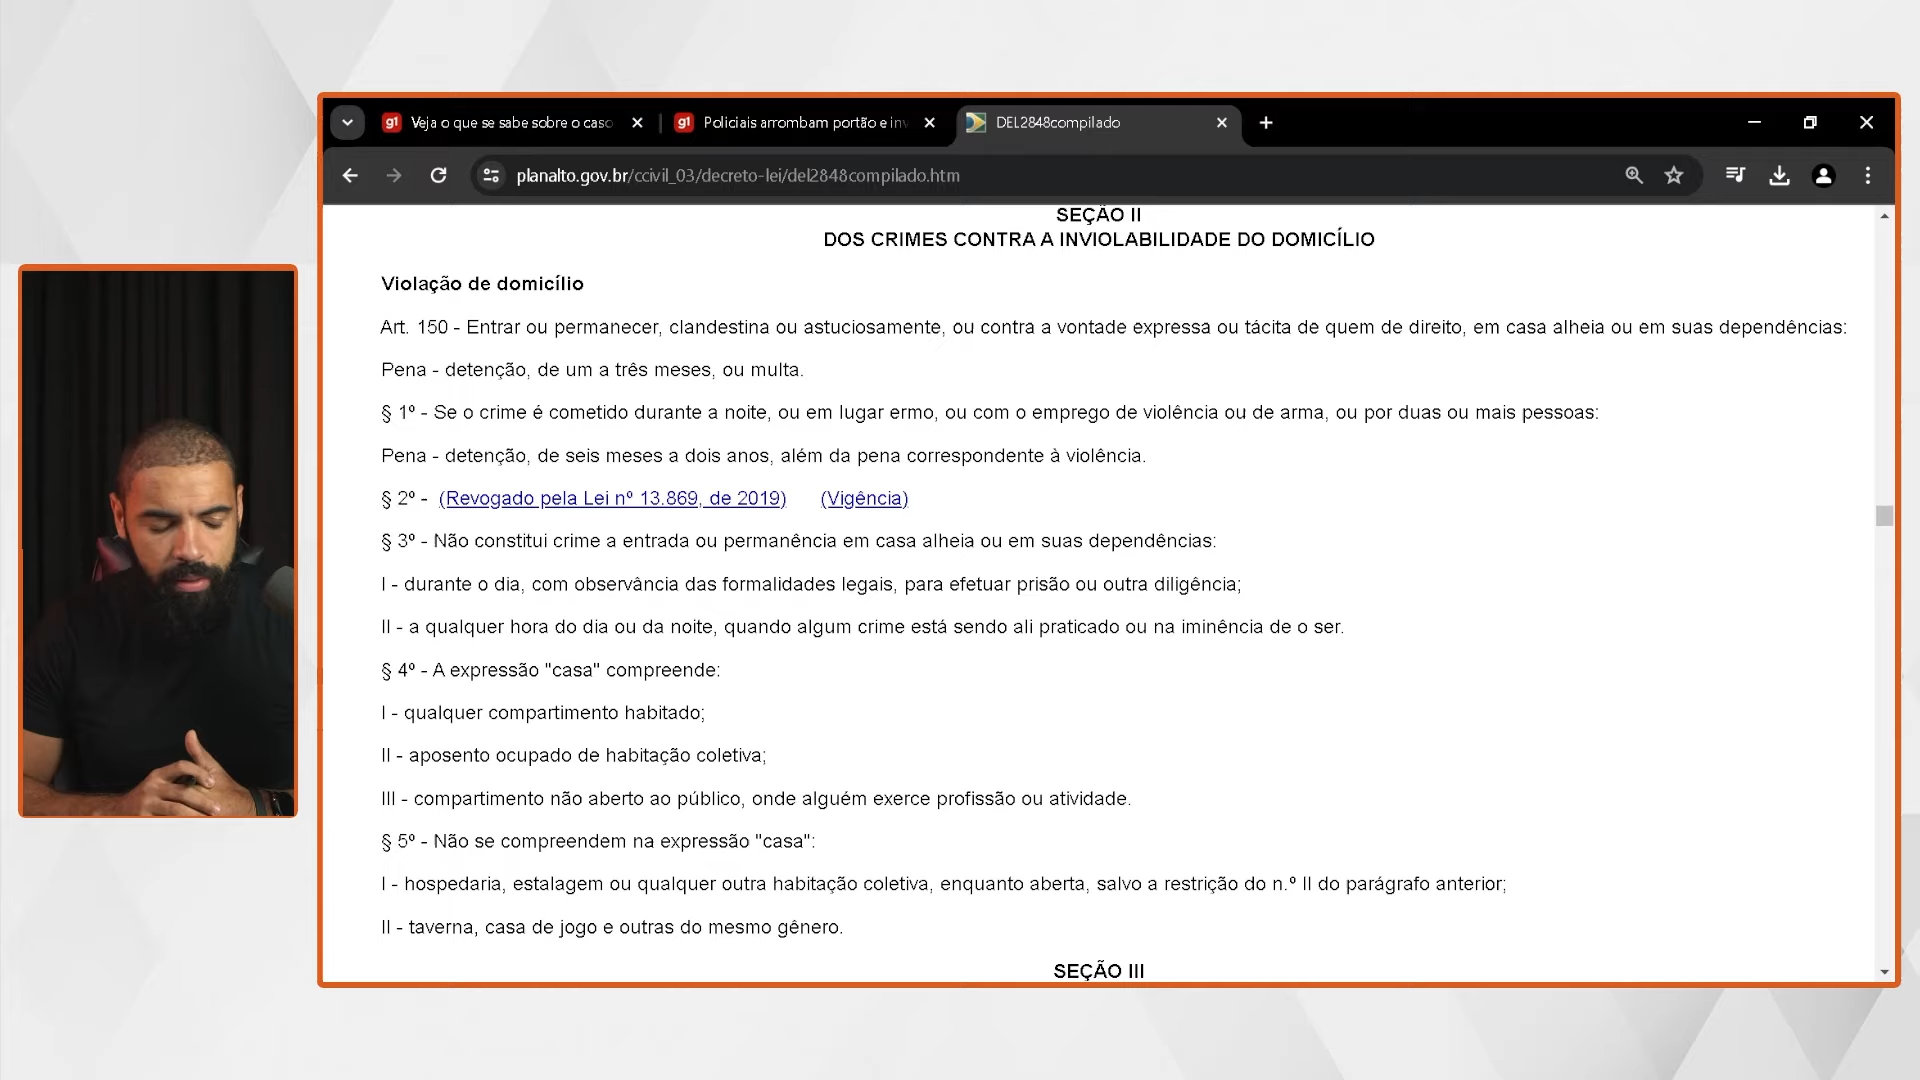 g1 Veja o que se sabe sobre o caso
g1 Policiais arrombam portão e inv
DEL2848compilado
planalto.gov.br/ccivil_03/decreto-lei/del2848compilado.htm
SEÇÃO II
DOS CRIMES CONTRA A INVIOLABILIDADE DO DOMICÍLIO
Violação de domicílio
Art. 150 - Entrar ou permanecer, clandestina ou astuciosamente, ou contra a vontade expressa ou tácita de quem de direito, em casa alheia ou em suas dependências:
Pena - detenção, de um a três meses, ou multa.
§ 1º - Se o crime é cometido durante a noite, ou em lugar ermo, ou com o emprego de violência ou de arma, ou por duas ou mais pessoas:
Pena - detenção, de seis meses a dois anos, além da pena correspondente à violência.
§ 2º - (Revogado pela Lei nº 13.869, de 2019) (Vigência)
§ 3º - Não constitui crime a entrada ou permanência em casa alheia ou em suas dependências:
I - durante o dia, com observância das formalidades legais, para efetuar prisão ou outra diligência;
II - a qualquer hora do dia ou da noite, quando algum crime está sendo ali praticado ou na iminência de o ser.
§ 4º - A expressão "casa" compreende:
I - qualquer compartimento habitado;
II - aposento ocupado de habitação coletiva;
III - compartimento não aberto ao público, onde alguém exerce profissão ou atividade.
§ 5º - Não se compreendem na expressão "casa":
I - hospedaria, estalagem ou qualquer outra habitação coletiva, enquanto aberta, salvo a restrição do n.º II do parágrafo anterior;
II - taverna, casa de jogo e outras do mesmo gênero.
SEÇÃO III